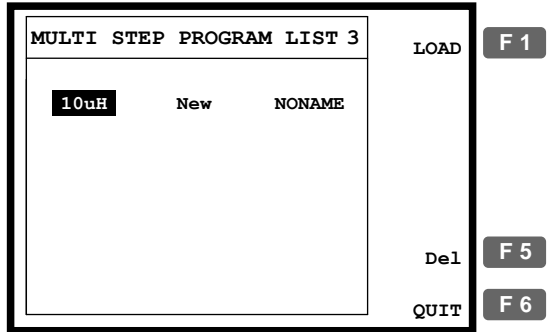 MULTI STEP PROGRAM LIST 3
LOAD F 1
10uH New NONAME
Del F 5
QUIT F 6